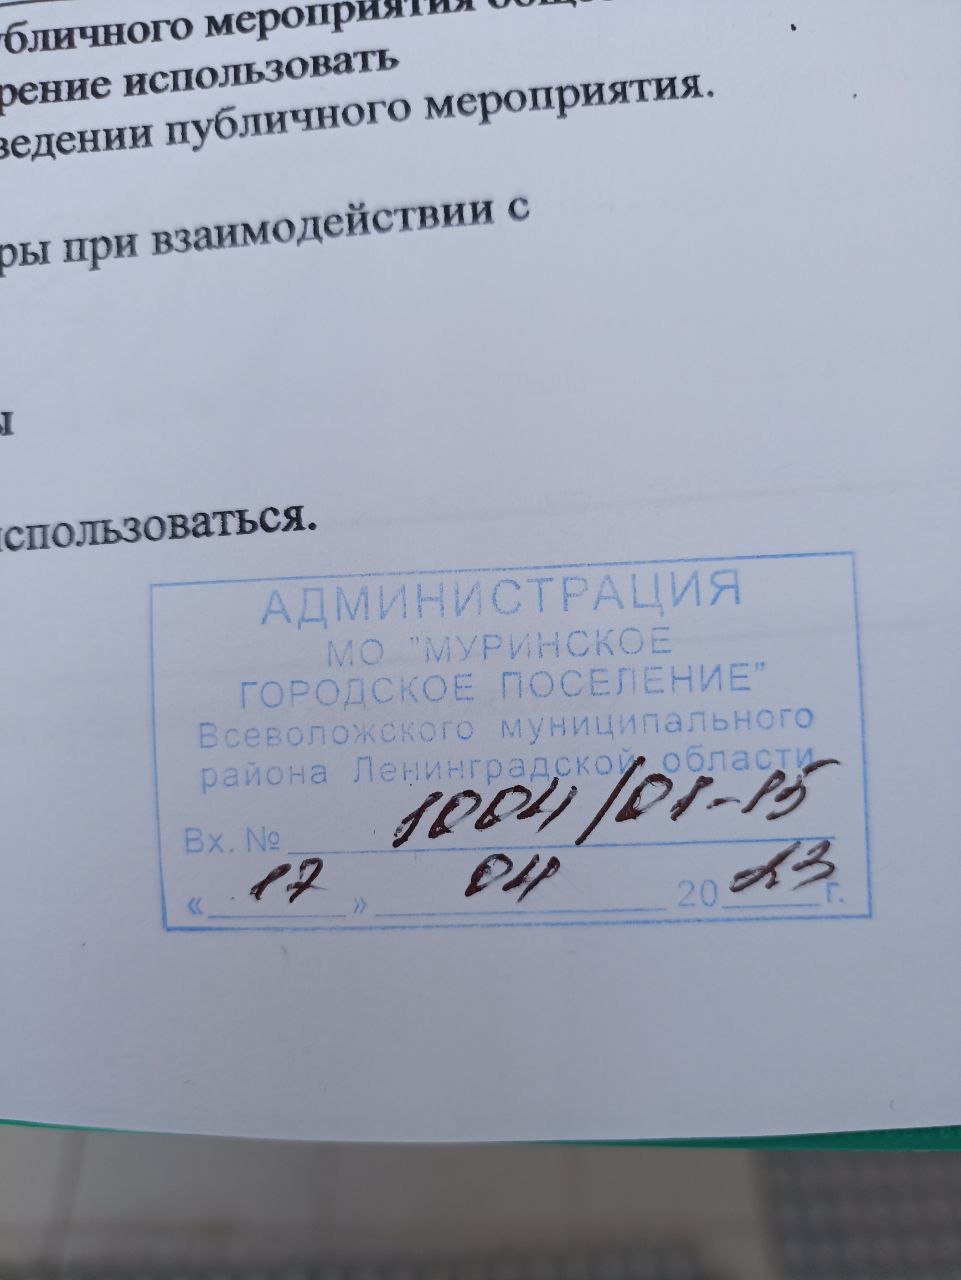 убличного мероприятия
рение использовать
ведении публичного мероприятия.
ры при взаимодействии с
ы
использоваться.
АДМИНИСТРАЦИЯ
МО "МУРИНСКОЕ
ГОРОДСКОЕ ПОСЕЛЕНИЕ"
Всеволожского муниципального
района Ленинградской области
Вх. № 1004/01-15
« 17 » 04 20 23 г.